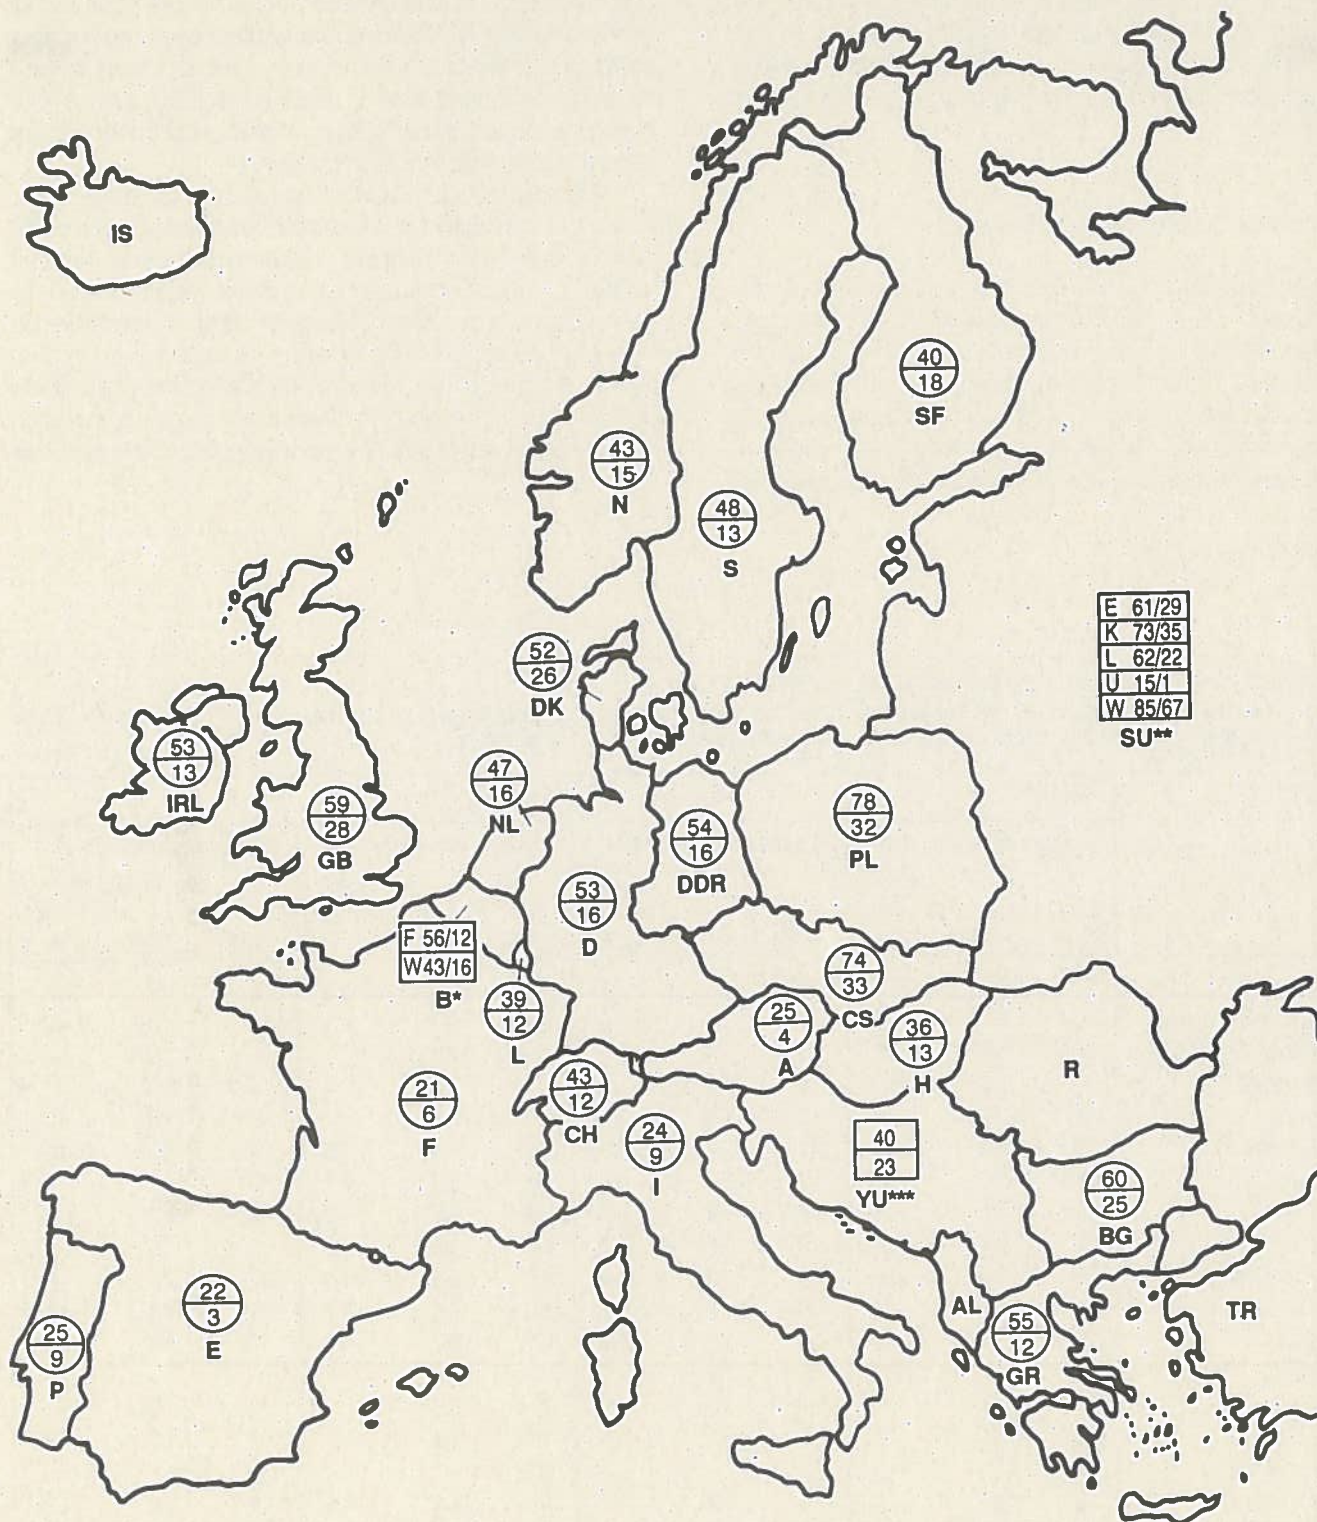 IS
40
18
SF
43
15
N
48
13
S
E 61/29
K 73/35
L 62/22
U 15/1
W 85/67
SU**
52
26
DK
53
13
IRL
59
28
GB
47
16
NL
54
16
DDR
78
32
PL
53
16
D
F 56/12
W43/16
B*
39
12
L
74
33
CS
25
4
A
36
13
H
R
43
12
CH
21
6
F
24
9
I
40
23
YU***
60
25
BG
22
3
E
25
9
P
AL
55
12
GR
TR